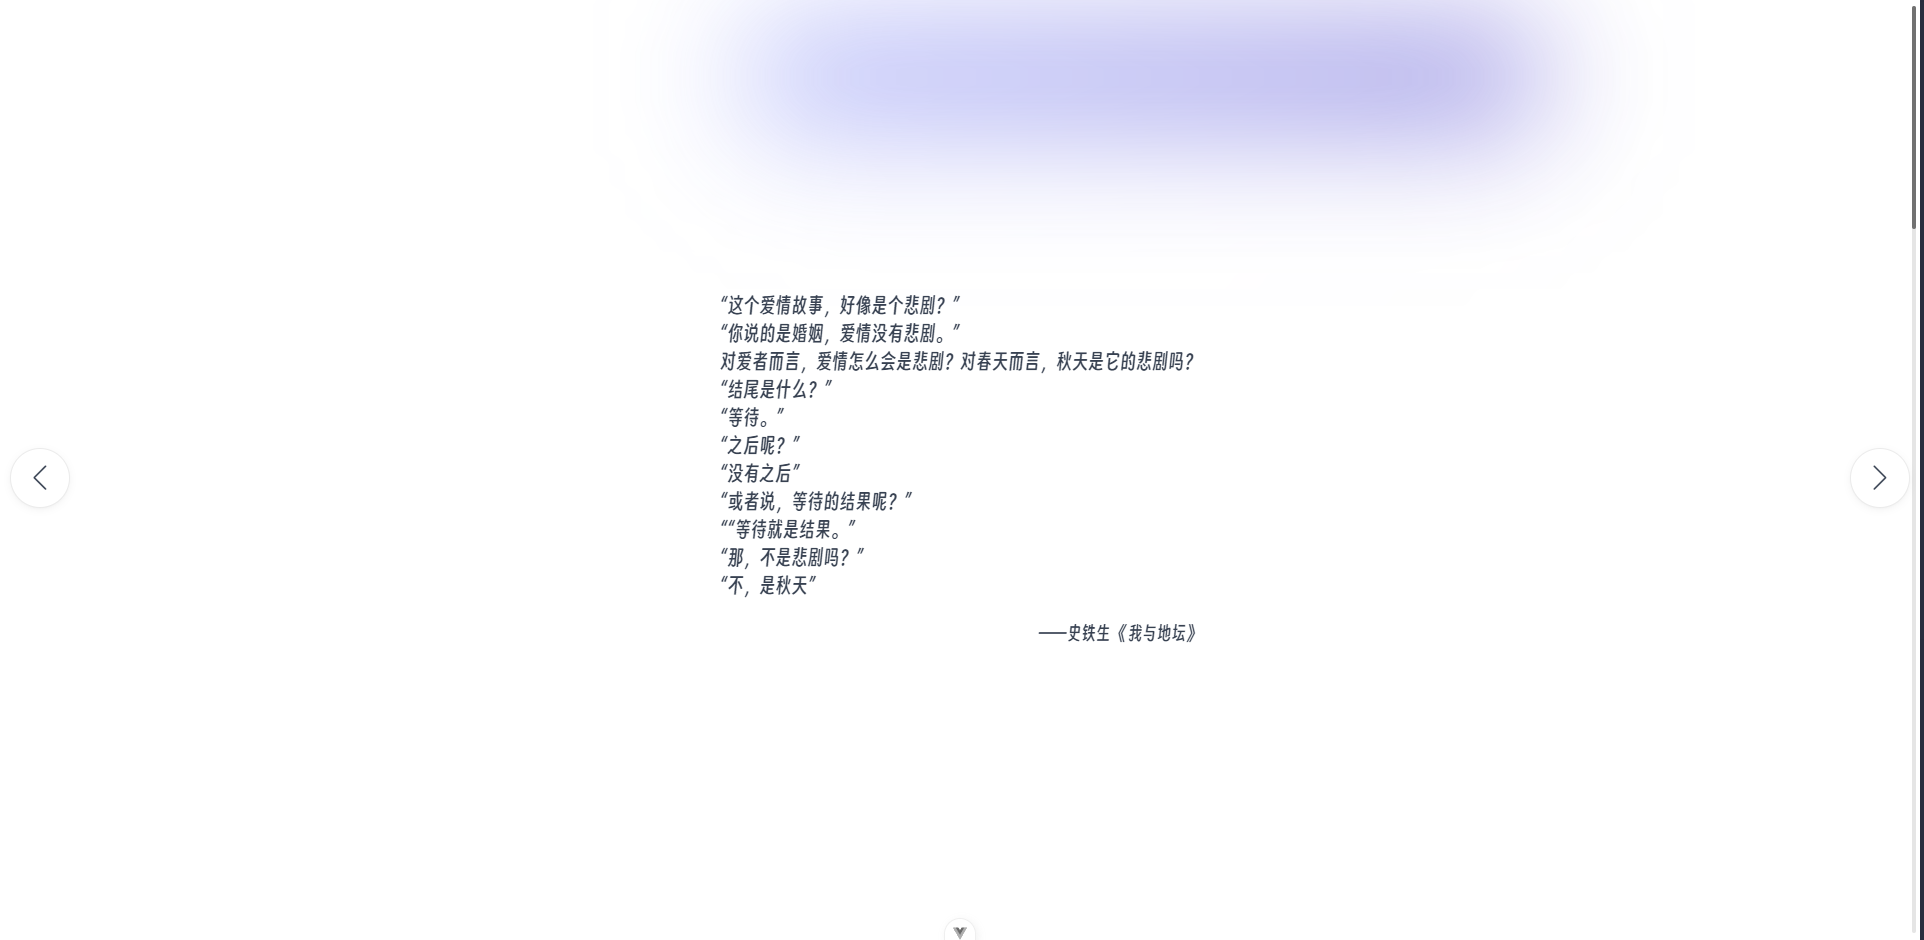 “这个爱情故事，好像是个悲剧？”
“你说的是婚姻，爱情没有悲剧。”
对爱者而言，爱情怎么会是悲剧？对春天而言，秋天是它的悲剧吗？
“结尾是什么？”
“等待。”
“之后呢？”
“没有之后”
“或者说，等待的结果呢？”
““等待就是结果。”
“那，不是悲剧吗？”
“不，是秋天”
——史铁生《我与地坛》